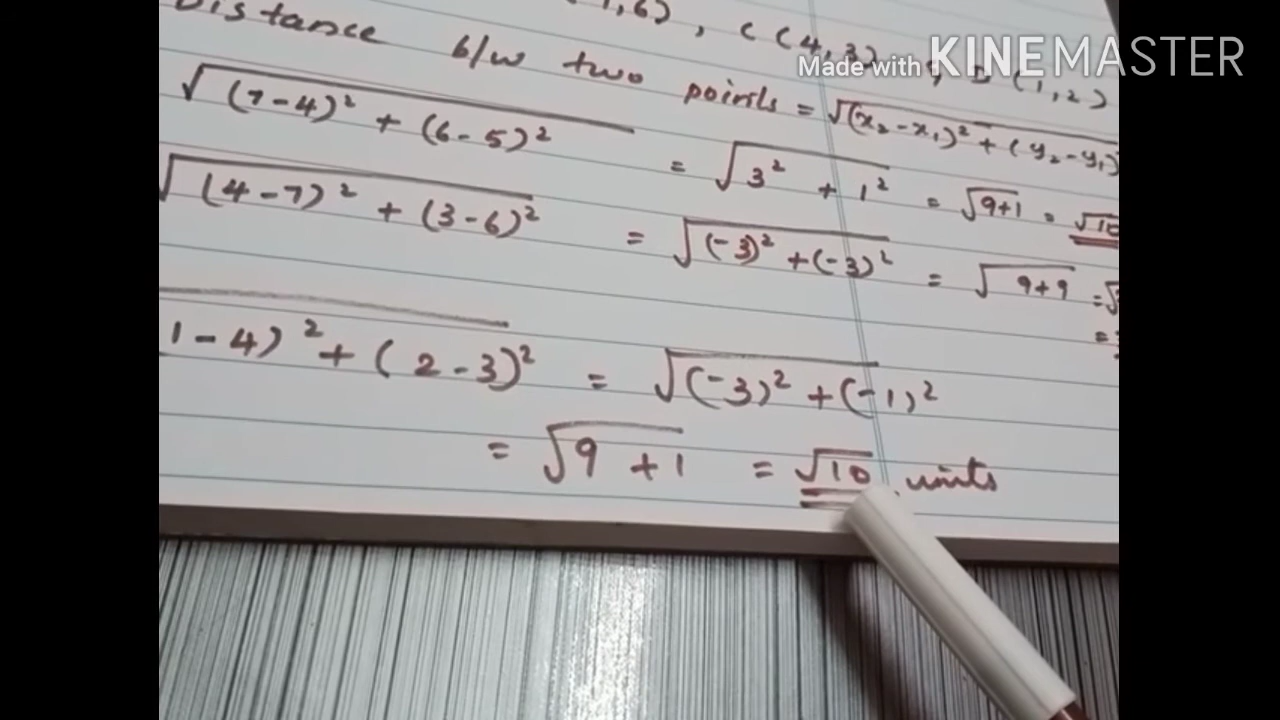 ,6) , C (4,3) , D (1,2)
Made with KINEMASTER
Distance b/w two points = √(x₂-x₁)² + (y₂-y₁)
√(7-4)² + (6-5)² = √3² + 1² = √9+1 = √10
√(4-7)² + (3-6)² = √(-3)² +(-3)² = √9+9 = √
=
1-4)² + (2-3)² = √(-3)² +(-1)²
= √9 +1 = √10 units